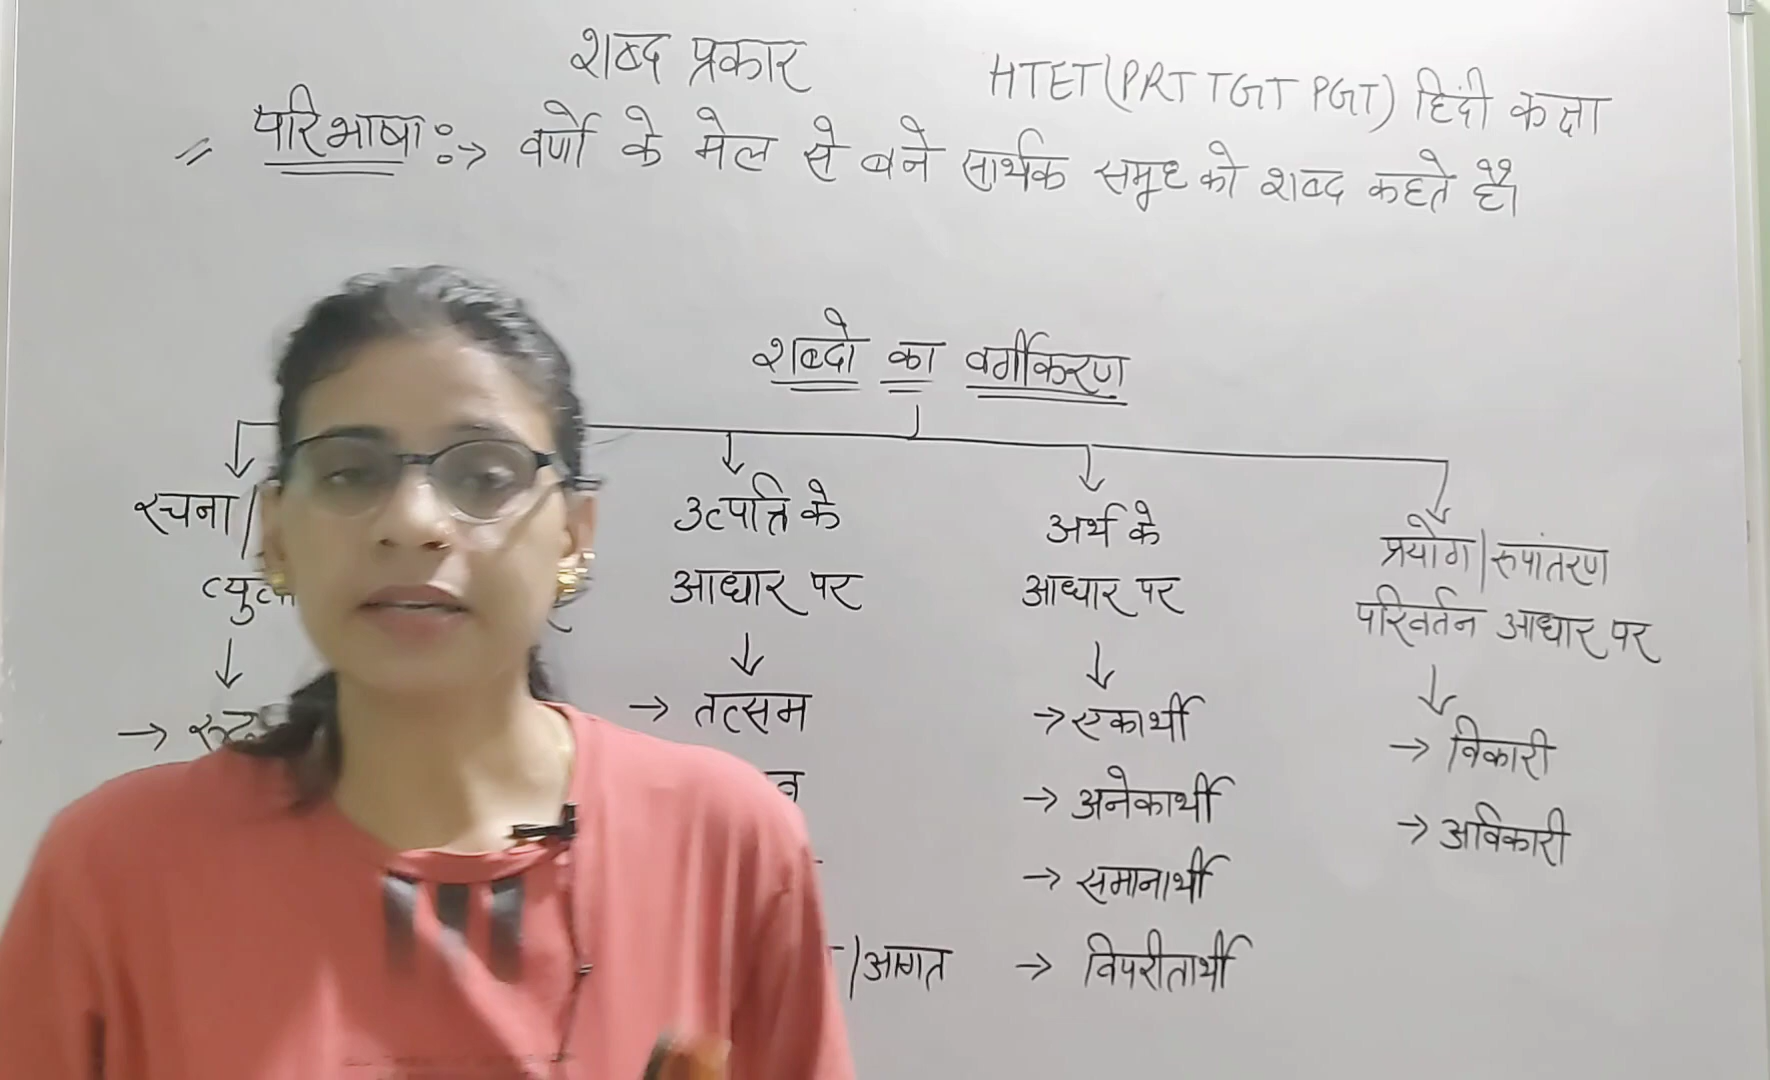 शब्द प्रकार
HTET(PRT TGT PGT) हिंदी कक्षा
परिभाषा :→ वर्णो के मेल से बने सार्थक समूह को शब्द कहते है।
शब्दो का वर्गीकरण
रचना/
उत्पत्ति के
आधार पर
→ तत्सम
/आगत
अर्थ के
आधार पर
→ एकार्थी
→ अनेकार्थी
→ समानार्थी
→ विपरीतार्थी
प्रयोग/रुपांतरण
परिवर्तन आधार पर
→ विकारी
→ अविकारी